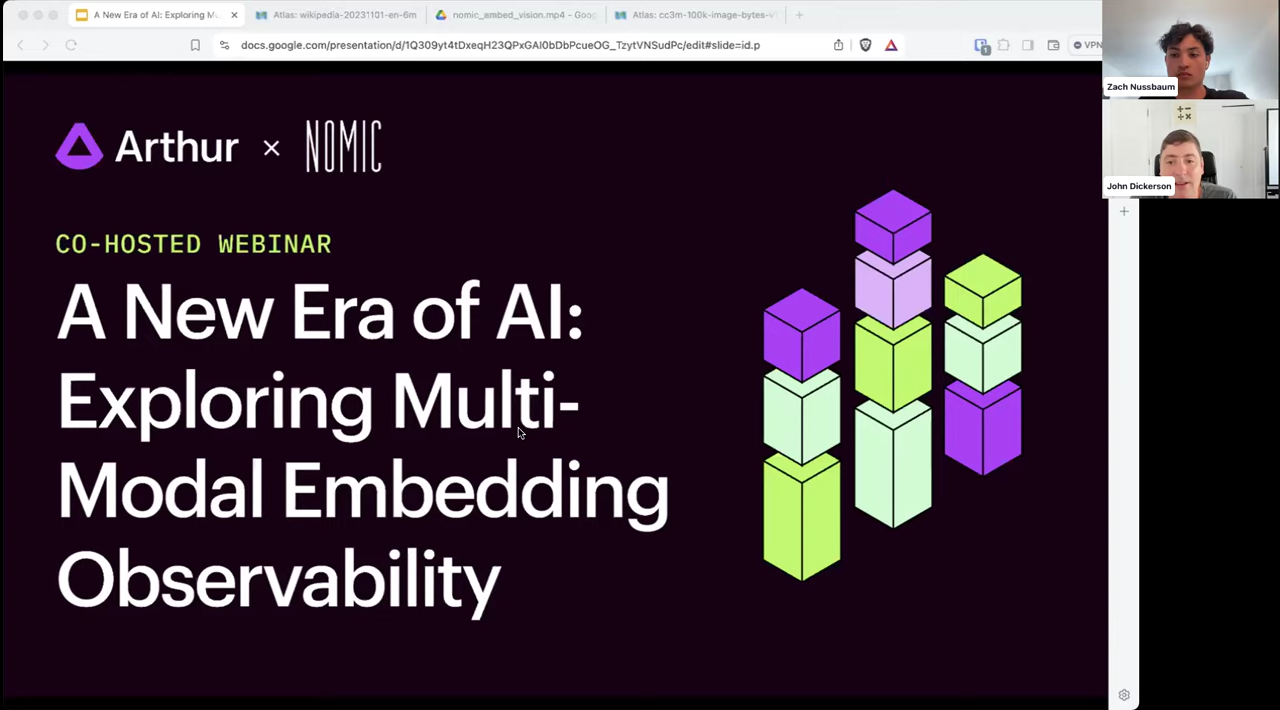 A New Era of AI: Exploring Mu
Atlas: wikipedia-20231101-en-6m
nomic_embed_vision.mp4 - Goog
Atlas: cc3m-100k-image-bytes-v
docs.google.com/presentation/d/1Q309yt4tDxeqH23QPxGAI0bDbPcueOG_TzytVNSudPc/edit#slide=id.p
1
VPN
Zach Nussbaum
John Dickerson
Arthur × NOMIC
CO-HOSTED WEBINAR
A New Era of AI:
Exploring Multi-
Modal Embedding
Observability